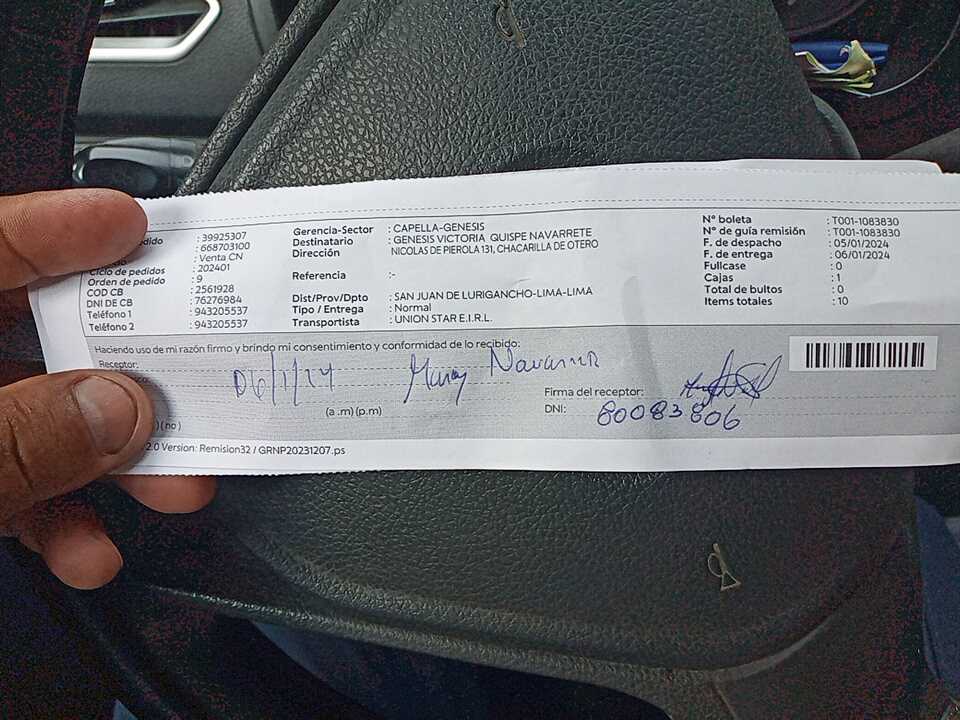 dido : 39925307
: 668703100
: Venta CN
Ciclo de pedidos : 202401
Orden de pedido : 9
COD CB : 2561928
DNI DE CB : 76276984
Teléfono 1 : 943205537
Teléfono 2 : 943205537
Gerencia-Sector : CAPELLA-GENESIS
Destinatario : GENESIS VICTORIA QUISPE NAVARRETE
Dirección NICOLAS DE PIEROLA 131, CHACARILLA DE OTERO
Referencia :-
Dist/Prov/Dpto : SAN JUAN DE LURIGANCHO-LIMA-LIMA
Tipo / Entrega : Normal
Transportista : UNION STAR E.I.R.L.
N° boleta : T001-1083830
N° de guía remisión : T001-1083830
F. de despacho : 05/01/2024
F. de entrega : 06/01/2024
Fullcase : 0
Cajas : 1
Total de bultos : 0
Items totales : 10
Haciendo uso de mi razón firmo y brindo mi consentimiento y conformidad de lo recibido:
Receptor:
06/1/24
(a .m) (p.m)
Firma del receptor:
DNI: 80083806
) (no )
2.0 Version: Remision32 / GRNP20231207.ps